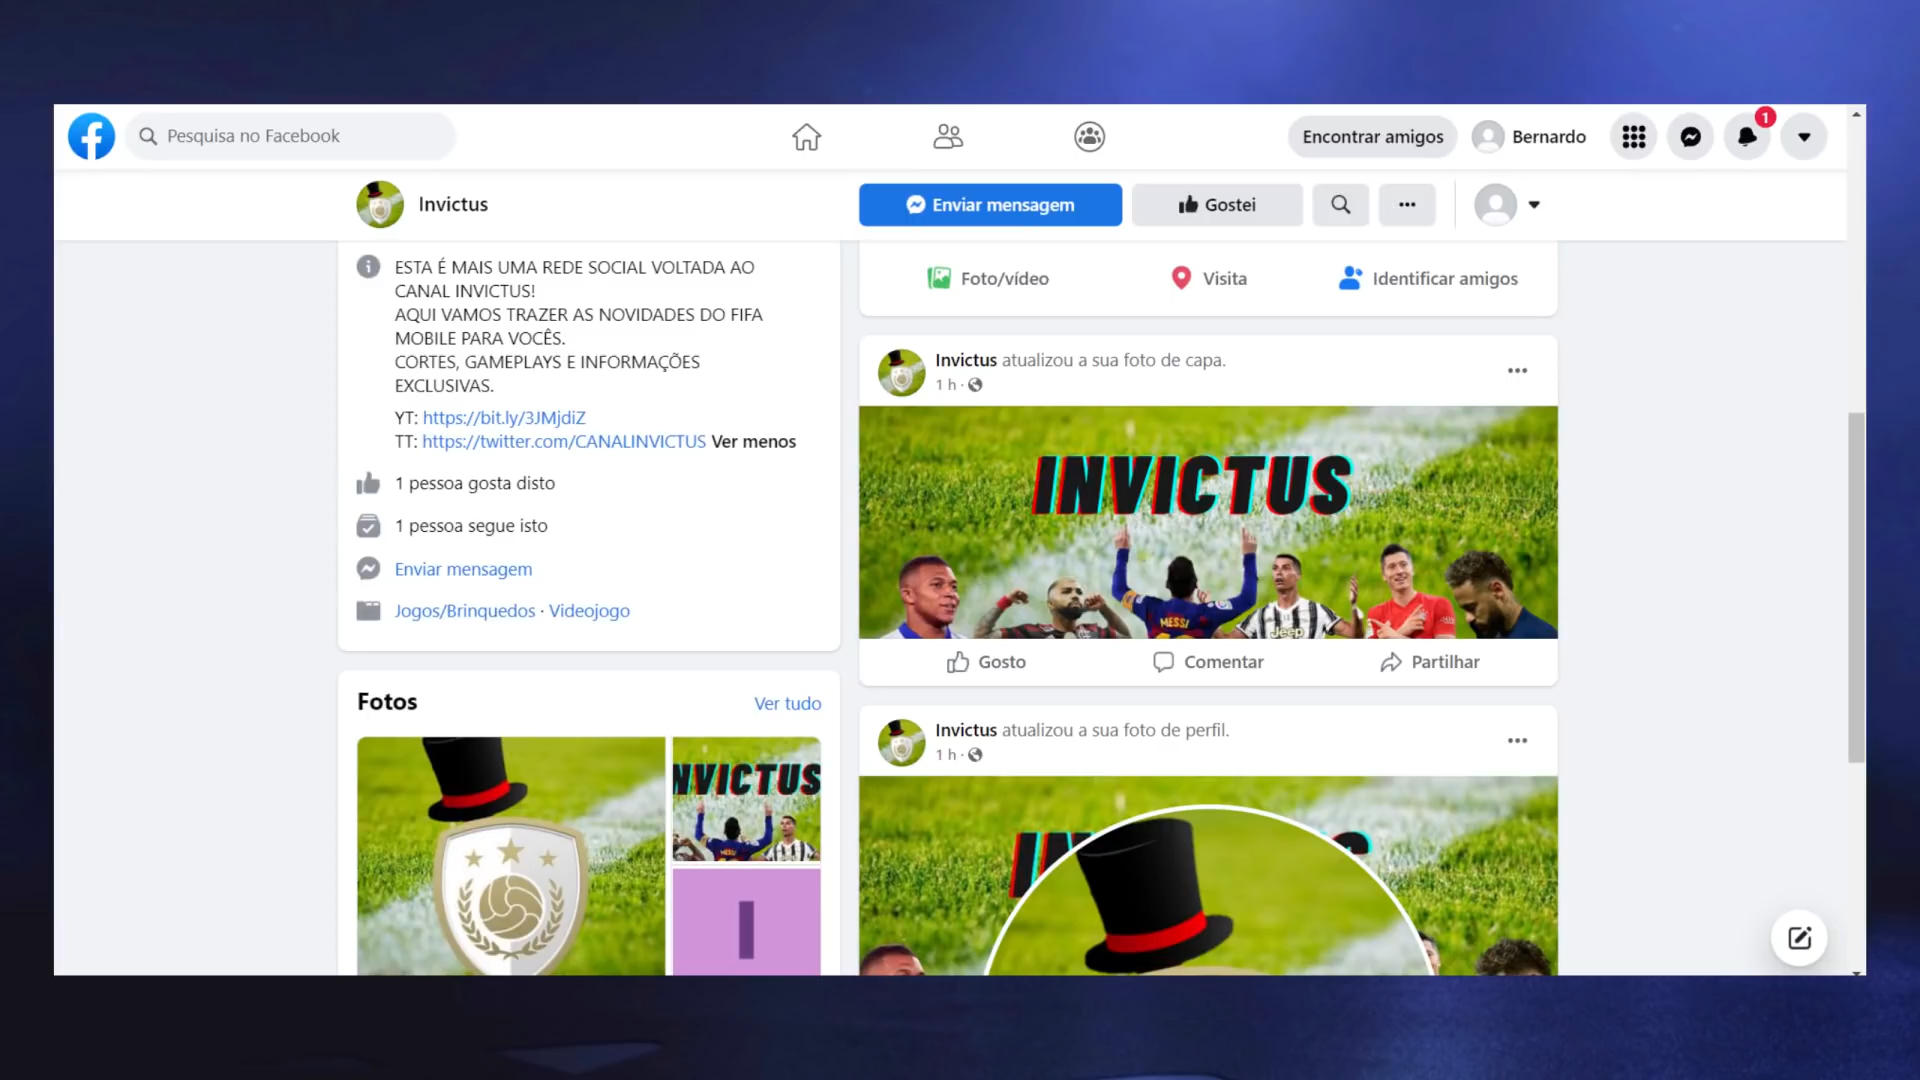 Pesquisa no Facebook
Encontrar amigos
Bernardo
1
Invictus
Enviar mensagem
Gostei
ESTA É MAIS UMA REDE SOCIAL VOLTADA AO
CANAL INVICTUS!
AQUI VAMOS TRAZER AS NOVIDADES DO FIFA
MOBILE PARA VOCÊS.
CORTES, GAMEPLAYS E INFORMAÇÕES
EXCLUSIVAS.
YT: https://bit.ly/3JMjdiZ
TT: https://twitter.com/CANALINVICTUS Ver menos
1 pessoa gosta disto
1 pessoa segue isto
Enviar mensagem
Jogos/Brinquedos · Videojogo
Fotos
Ver tudo
NVICTUS
MESSI
I
Foto/vídeo
Visita
Identificar amigos
Invictus atualizou a sua foto de capa.
1 h ·
INVICTUS
MESSI
Jeep
Gosto
Comentar
Partilhar
Invictus atualizou a sua foto de perfil.
1 h ·